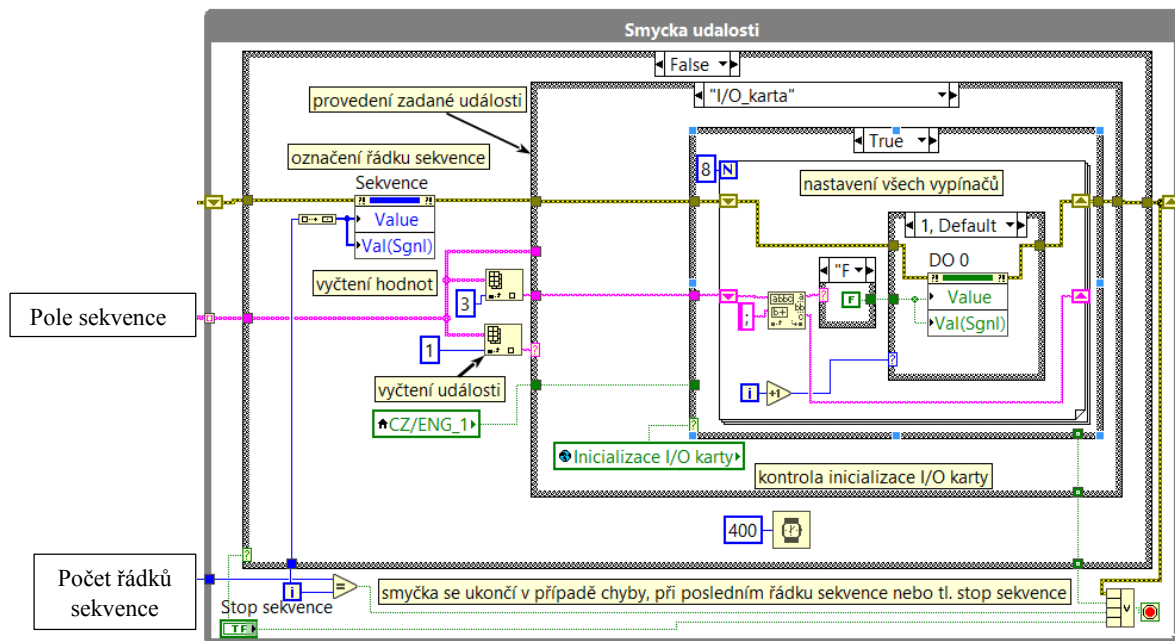 Smycka udalosti
False
"I/O_karta"
provedení zadané události
True
označení řádku sekvence
8
N
nastavení všech vypínačů
Sekvence
Value
Val(Sgnl)
1, Default
DO 0
"F
vyčtení hodnot
F
Value
Val(Sgnl)
3
;
Pole sekvence
1
vyčtení události
i
+1
CZ/ENG_1
Inicializace I/O karty
kontrola inicializace I/O karty
400
Počet řádků
sekvence
i
=
smyčka se ukončí v případě chyby, při posledním řádku sekvence nebo tl. stop sekvence
Stop sekvence
TF
V